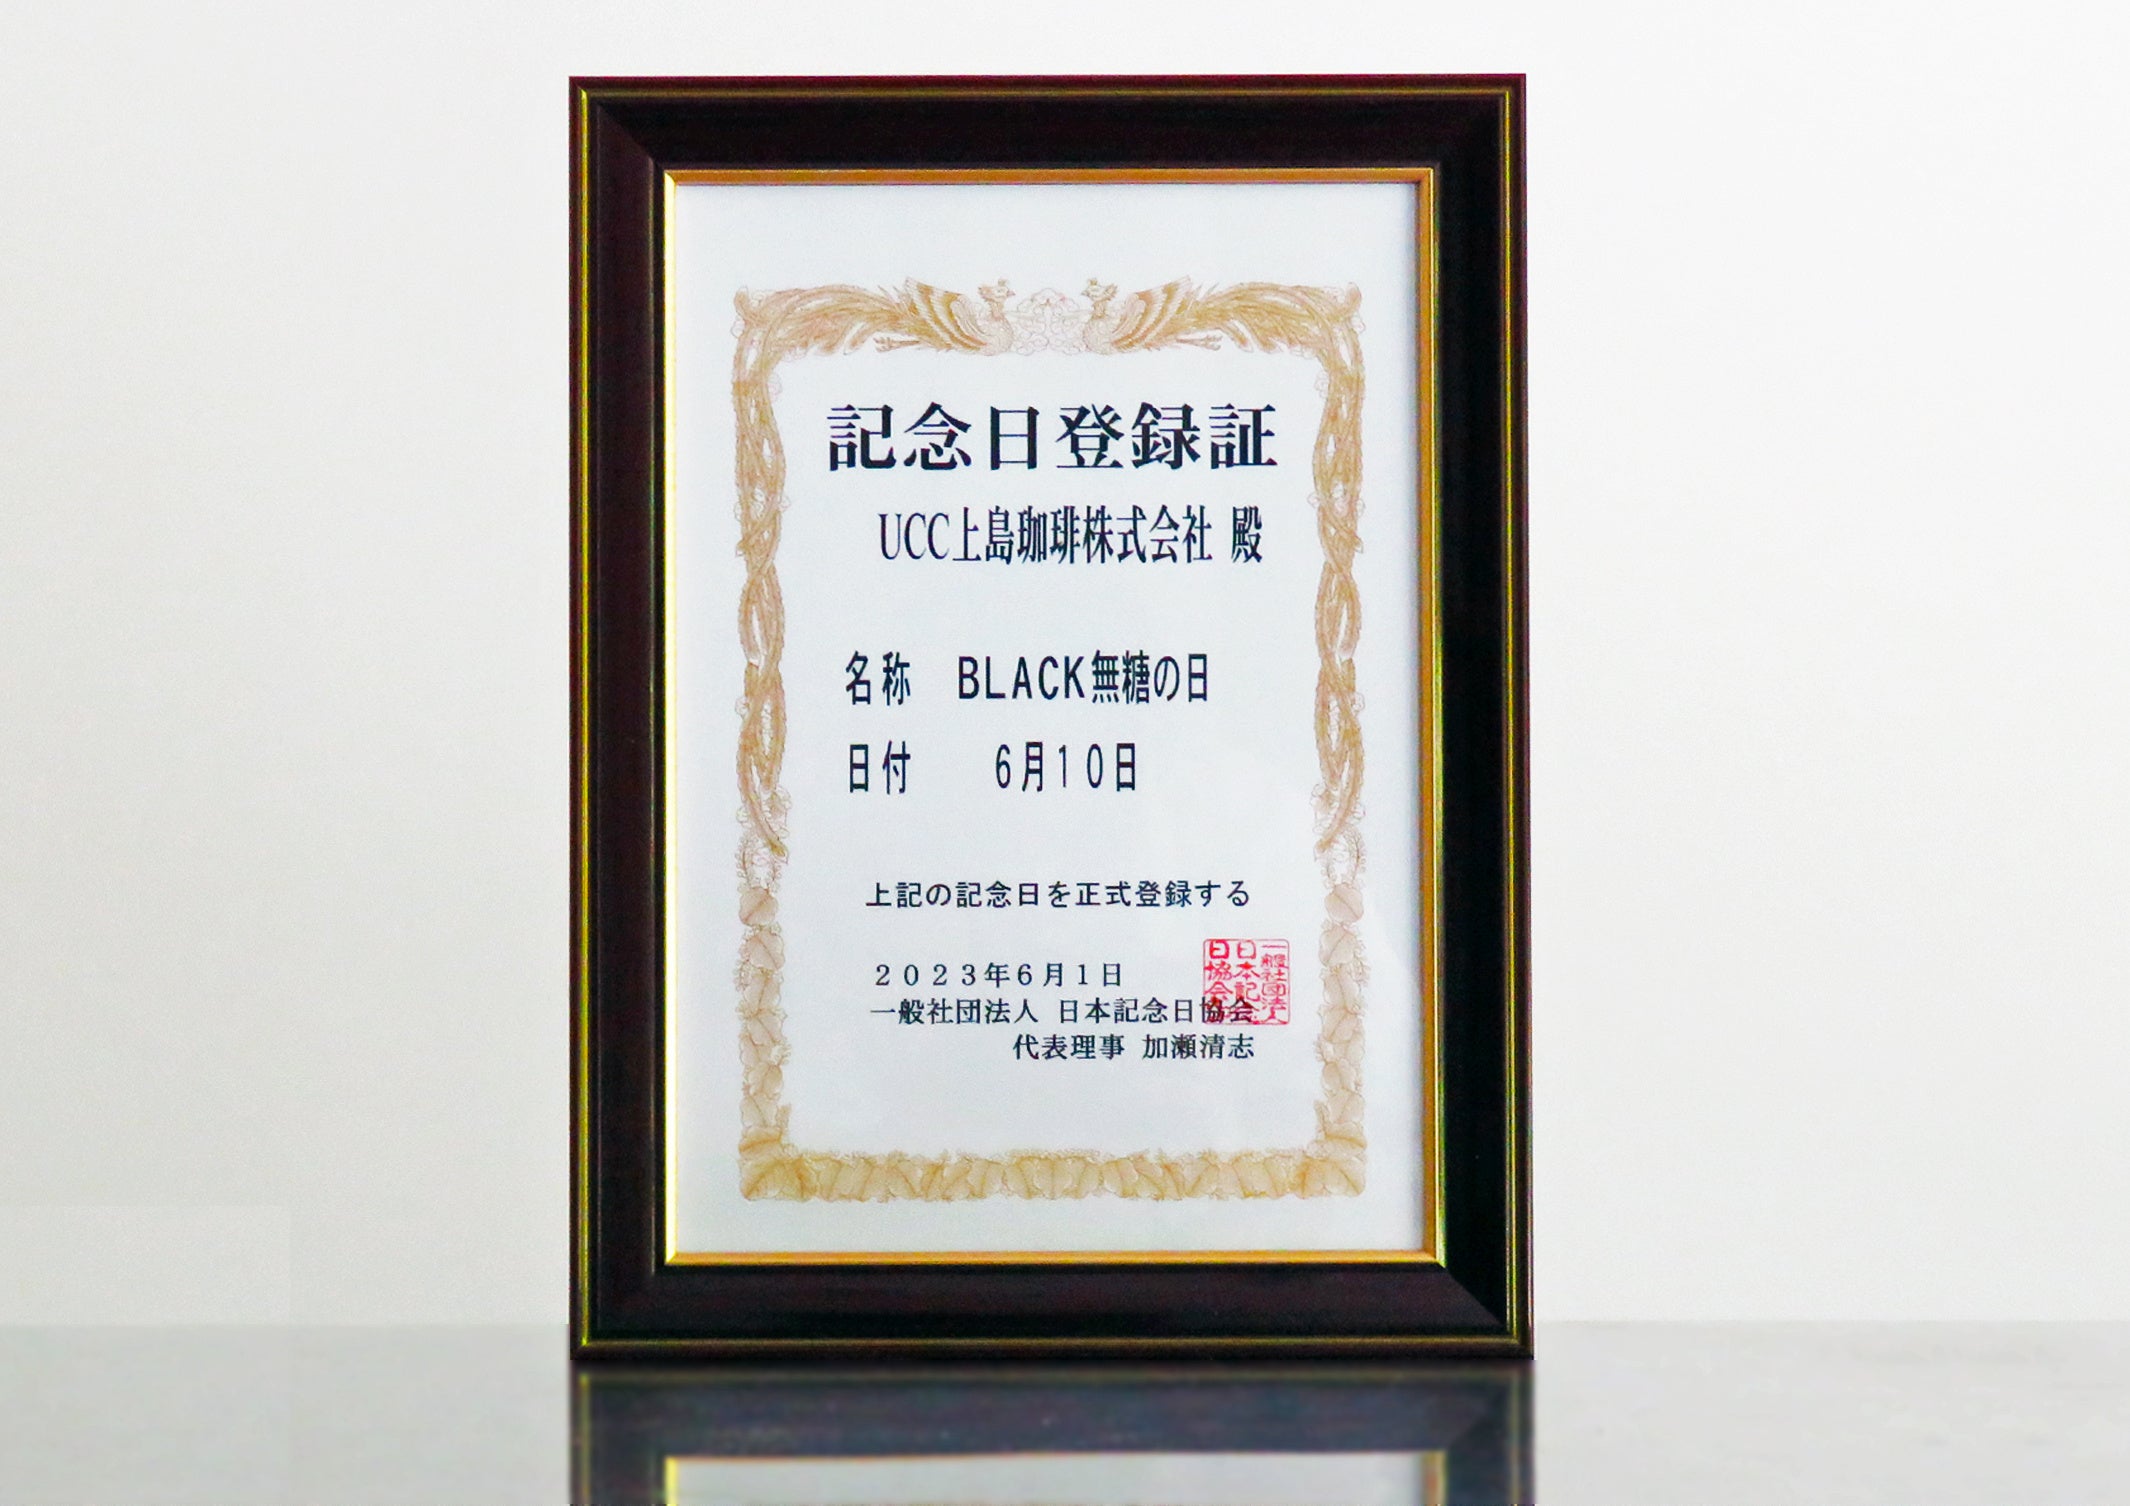 記念日登録証
UCC上島珈琲株式会社 殿
名称 BLACK無糖の日
日付 6月10日
上記の記念日を正式登録する
2023年6月1日
一般社団法人 日本記念日協会
代表理事 加瀬清志
一般社団法人
日本記念
日協会